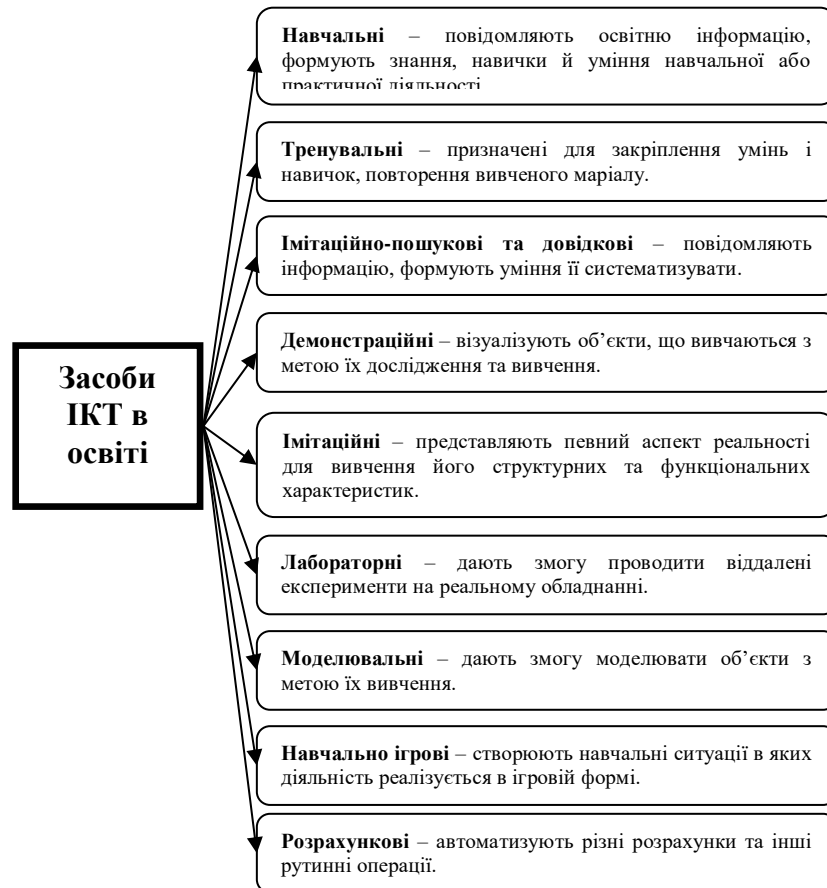 Навчальні – повідомляють освітню інформацію,
формують знання, навички й уміння навчальної або
практичної діяльності
Тренувальні – призначені для закріплення умінь і
навичок, повторення вивченого маріалу.
Імітаційно-пошукові та довідкові – повідомляють
інформацію, формують уміння її систематизувати.
Демонстраційні – візуалізують об’єкти, що вивчаються з
метою їх дослідження та вивчення.
Засоби
ІКТ в
освіті
Імітаційні – представляють певний аспект реальності
для вивчення його структурних та функціональних
характеристик.
Лабораторні – дають змогу проводити віддалені
експерименти на реальному обладнанні.
Моделювальні – дають змогу моделювати об’єкти з
метою їх вивчення.
Навчально ігрові – створюють навчальні ситуації в яких
діяльність реалізується в ігровій формі.
Розрахункові – автоматизують різні розрахунки та інші
рутинні операції.